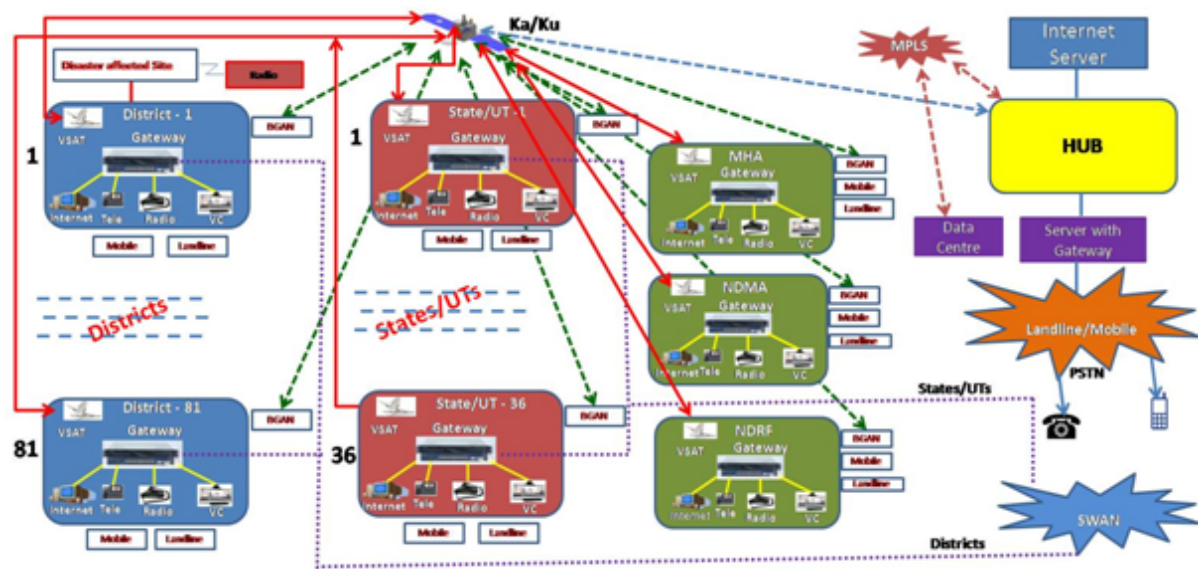 Ka/Ku
Disaster affected Site
Radio
MPLS
Internet
Server
HUB
Data
Centre
Server with
Gateway
Landline/Mobile
PSTN
SWAN
States/UTs
Districts
1
District - 1
VSAT
Gateway
Internet
Tele
Radio
VC
BGAN
Mobile
Landline
Districts
81
District - 81
VSAT
Gateway
Internet
Tele
Radio
VC
BGAN
Mobile
Landline
1
State/UT-1
VSAT
Gateway
Internet
Tele
Radio
VC
BGAN
Mobile
Landline
States/UTs
36
State/UT - 36
VSAT
Gateway
Internet
Tele
Radio
VC
BGAN
Mobile
Landline
MHA
Gateway
VSAT
Internet
Tele
Radio
VC
BGAN
Mobile
Landline
NDMA
Gateway
VSAT
Internet
Tele
Radio
VC
BGAN
Mobile
Landline
NDRF
Gateway
VSAT
Internet
Tele
Radio
VC
BGAN
Mobile
Landline